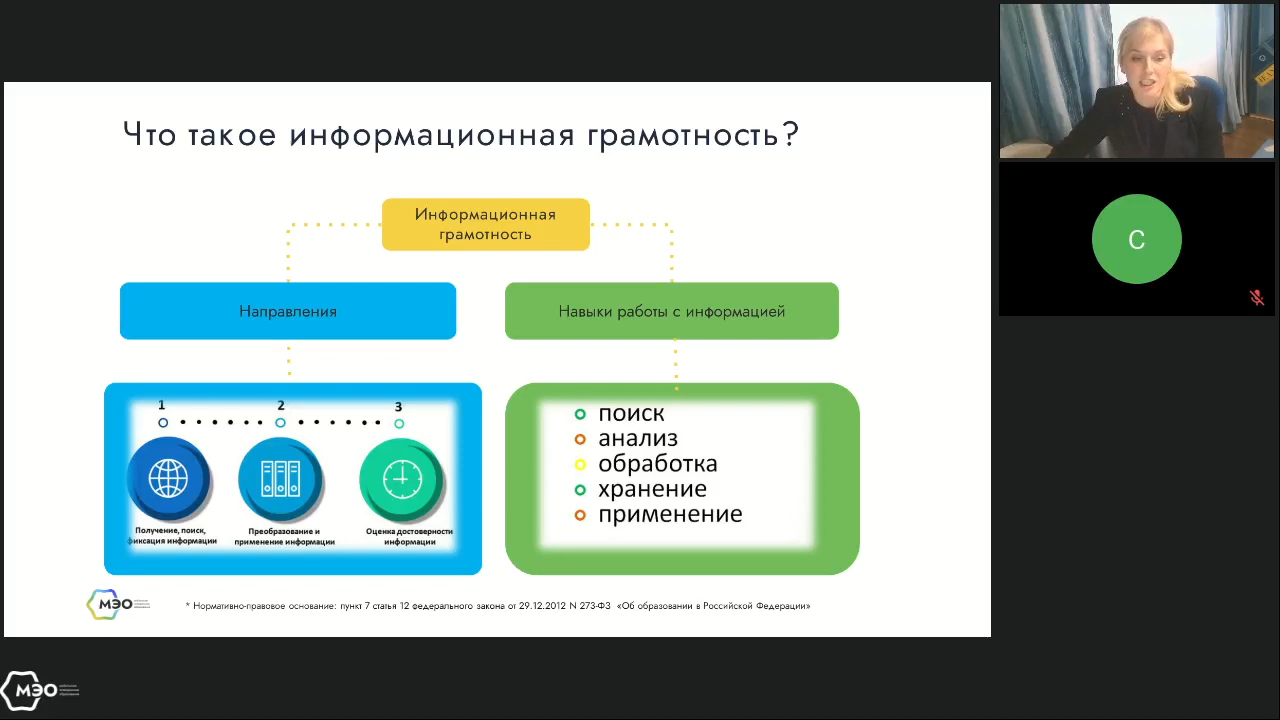 Что такое информационная грамотность?
Информационная
грамотность
Направления
Навыки работы с информацией
1
2
3
Получение, поиск,
фиксация информации
Преобразование и
применение информации
Оценка достоверности
информации
поиск
анализ
обработка
хранение
применение
МЭО
* Нормативно-правовое основание: пункт 7 статья 12 федерального закона от 29.12.2012 N 273-ФЗ «Об образовании в Российской Федерации»
С
МЭО